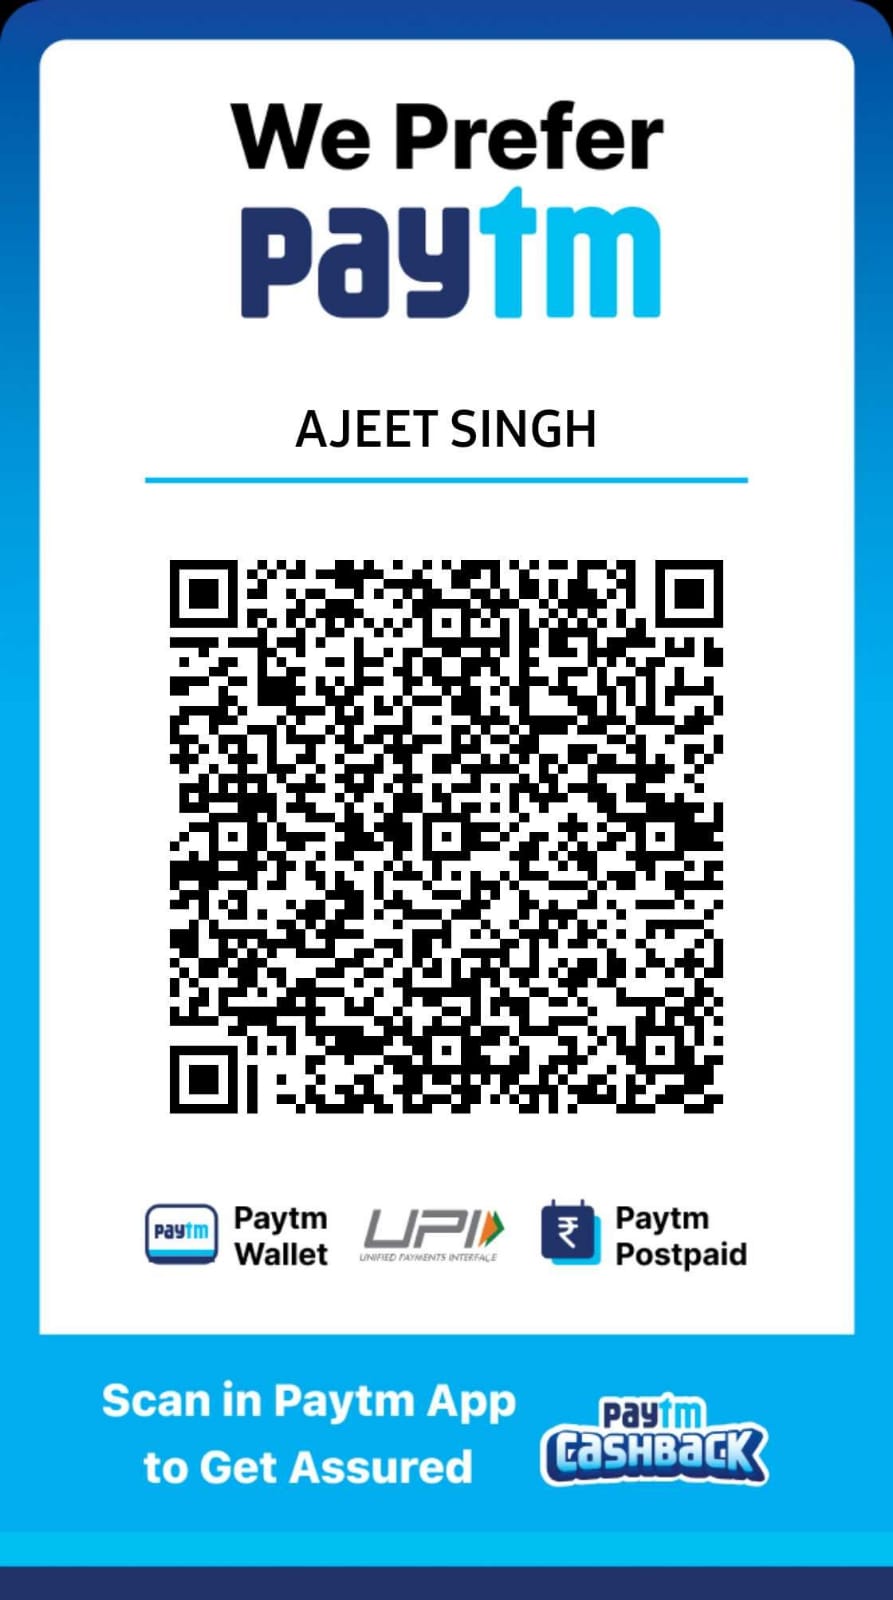 We Prefer
paytm
AJEET SINGH
paytm
Paytm
Wallet
UPI
UNIFIED PAYMENTS INTERFACE
₹
Paytm
Postpaid
Scan in Paytm App
to Get Assured
paytm
CASHBACK